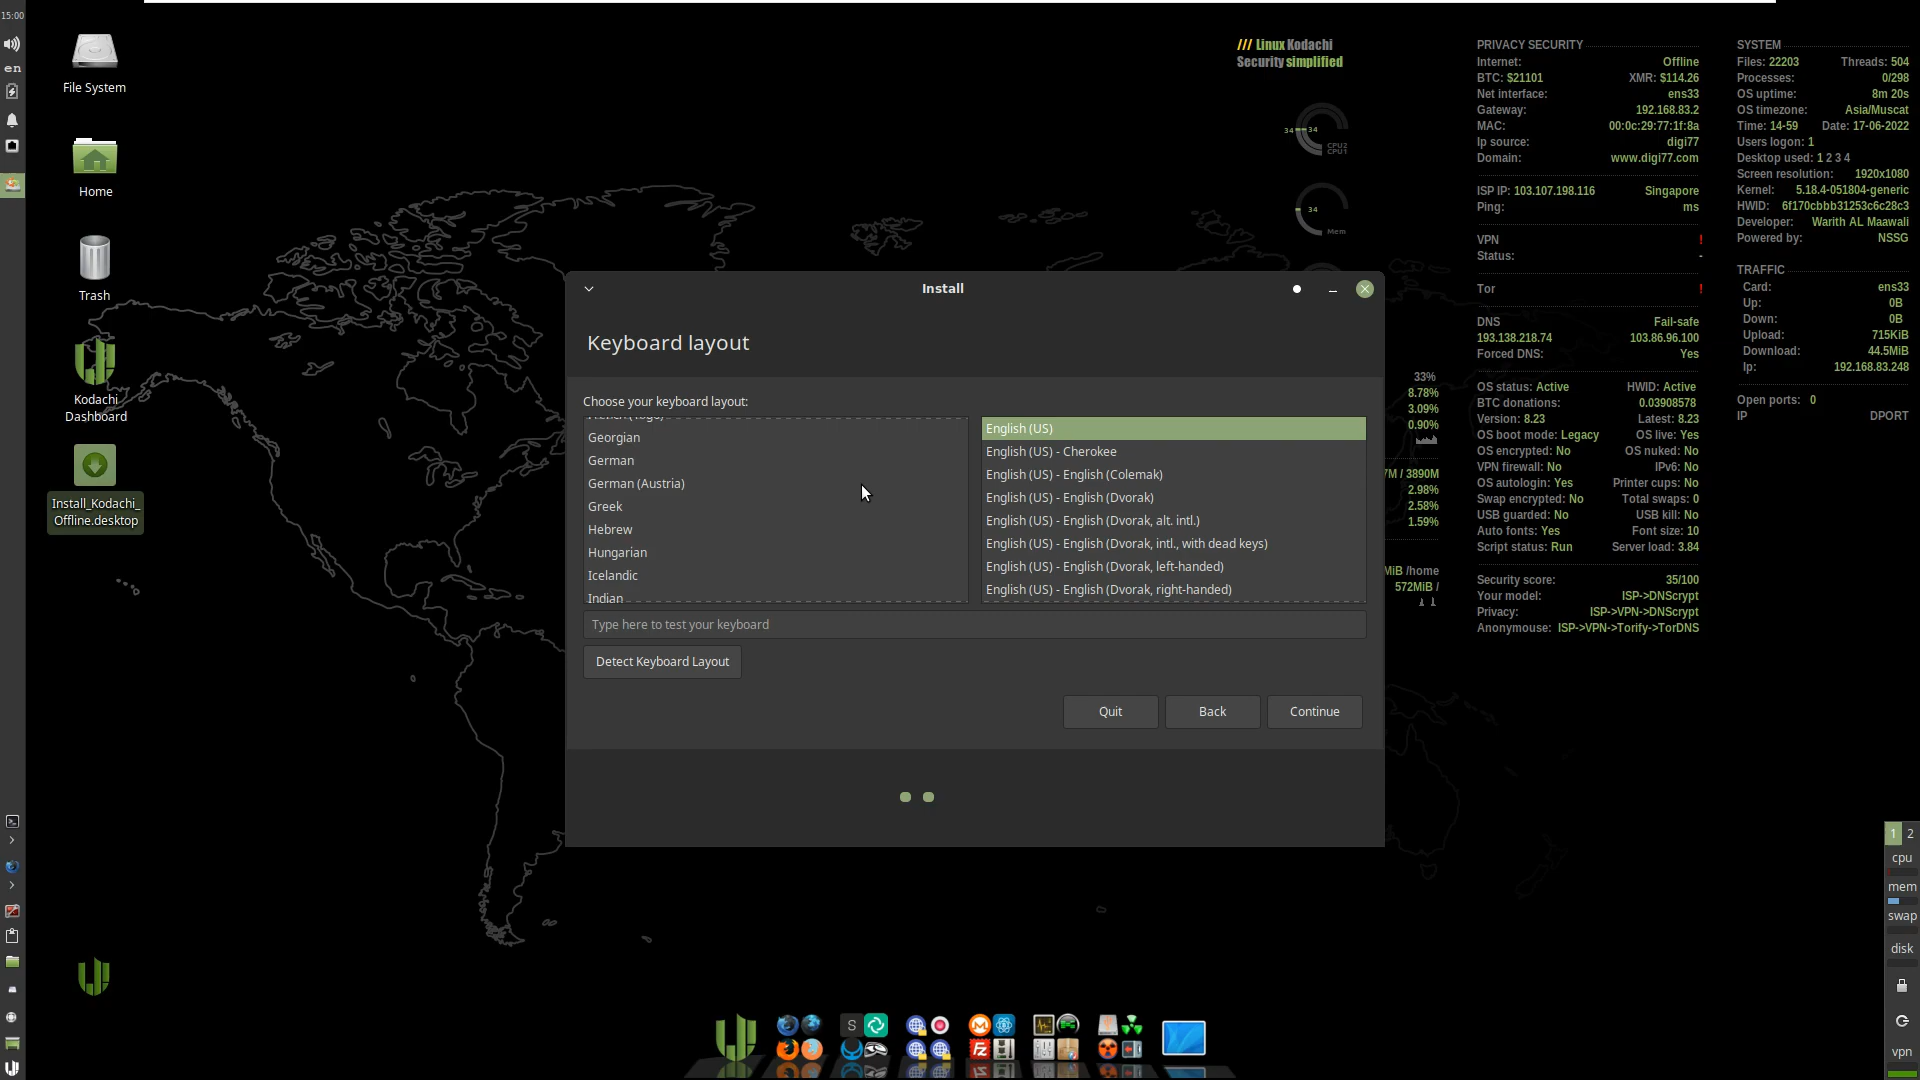 15:00
en
File System
Home
Trash
Kodachi
Dashboard
Install_Kodachi_
Offline.desktop
/// Linux Kodachi
Security simplified
34 34
CPU2
CPU1
34
Mem
Install
Keyboard layout
Choose your keyboard layout:
Georgian
German
German (Austria)
Greek
Hebrew
Hungarian
Icelandic
Indian
English (US)
English (US) - Cherokee
English (US) - English (Colemak)
English (US) - English (Dvorak)
English (US) - English (Dvorak, alt. intl.)
English (US) - English (Dvorak, intl., with dead keys)
English (US) - English (Dvorak, left-handed)
English (US) - English (Dvorak, right-handed)
Type here to test your keyboard
Detect Keyboard Layout
Quit
Back
Continue
33%
8.78%
3.09%
0.90%
7M / 3890M
2.98%
2.58%
1.59%
MiB /home
572MiB /
PRIVACY SECURITY
Internet: Offline
BTC: $21101 XMR: $114.26
Net interface: ens33
Gateway: 192.168.83.2
MAC: 00:0c:29:77:1f:8a
Ip source: digi77
Domain: www.digi77.com
ISP IP: 103.107.198.116 Singapore
Ping: ms
VPN !
Status: -
Tor !
DNS Fail-safe
193.138.218.74 103.86.96.100
Forced DNS: Yes
OS status: Active HWID: Active
BTC donations: 0.03908578
Version: 8.23 Latest: 8.23
OS boot mode: Legacy OS live: Yes
OS encrypted: No OS nuked: No
VPN firewall: No IPv6: No
OS autologin: Yes Printer cups: No
Swap encrypted: No Total swaps: 0
USB guarded: No USB kill: No
Auto fonts: Yes Font size: 10
Script status: Run Server load: 3.84
Security score: 35/100
Your model: ISP->DNScrypt
Privacy: ISP->VPN->DNScrypt
Anonymouse: ISP->VPN->Torify->TorDNS
SYSTEM
Files: 22203 Threads: 504
Processes: 0/298
OS uptime: 8m 20s
OS timezone: Asia/Muscat
Time: 14-59 Date: 17-06-2022
Users logon: 1
Desktop used: 1 2 3 4
Screen resolution: 1920x1080
Kernel: 5.18.4-051804-generic
HWID: 6f170cbbb31253c6c28c3
Developer: Warith AL Maawali
Powered by: NSSG
TRAFFIC
Card: ens33
Up: 0B
Down: 0B
Upload: 715KiB
Download: 44.5MiB
Ip: 192.168.83.248
Open ports: 0
IP DPORT
1 2
cpu
mem
swap
disk
vpn